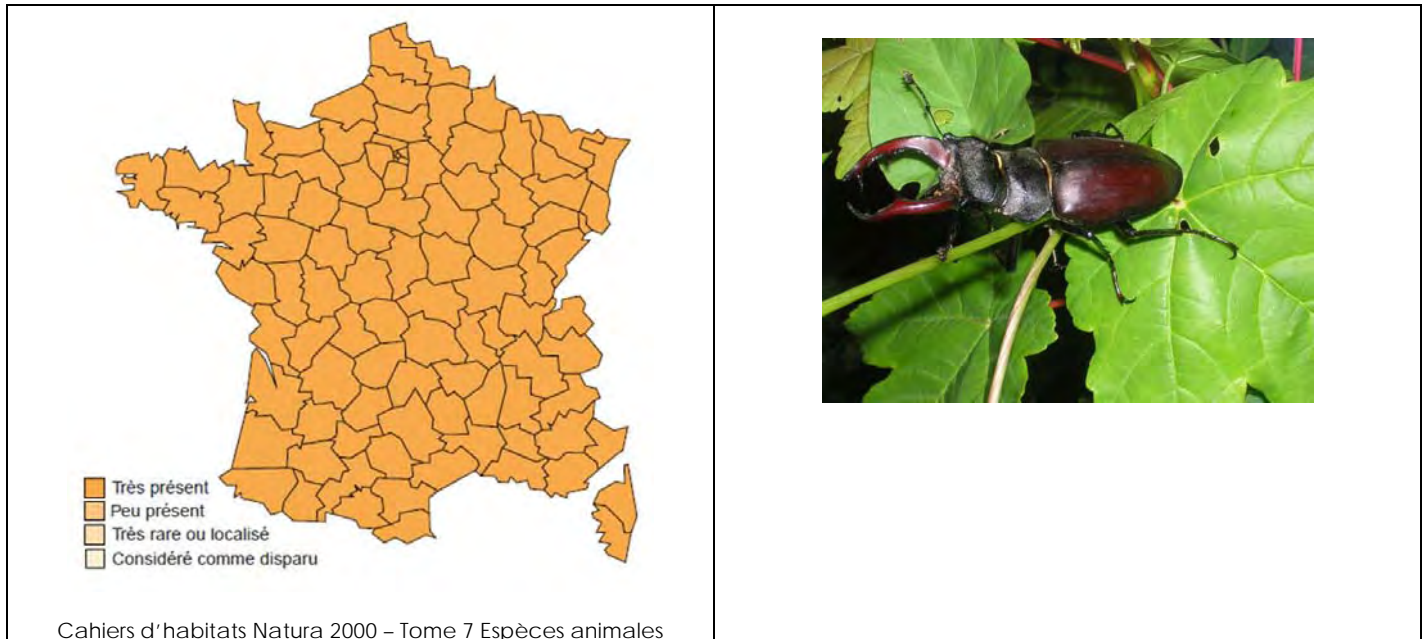 Très présent
Peu présent
Très rare ou localisé
Considéré comme disparu
Cahiers d'habitats Natura 2000 – Tome 7 Espèces animales